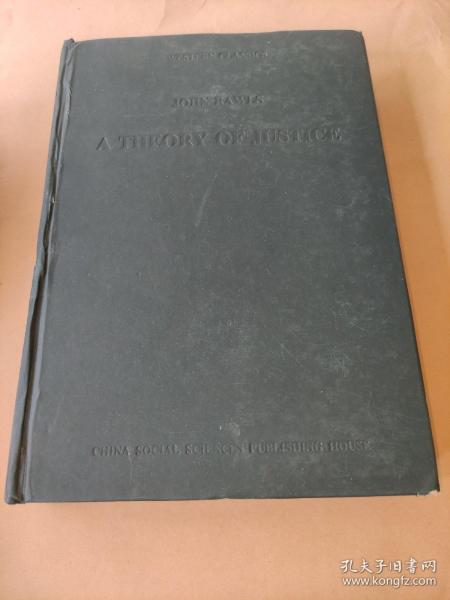 WESTERN CLASSICS
JOHN RAWLS
A THEORY OF JUSTICE
CHINA SOCIAL SCIENCES PUBLISHING HOUSE
孔夫子旧书网
www.kongfz.com